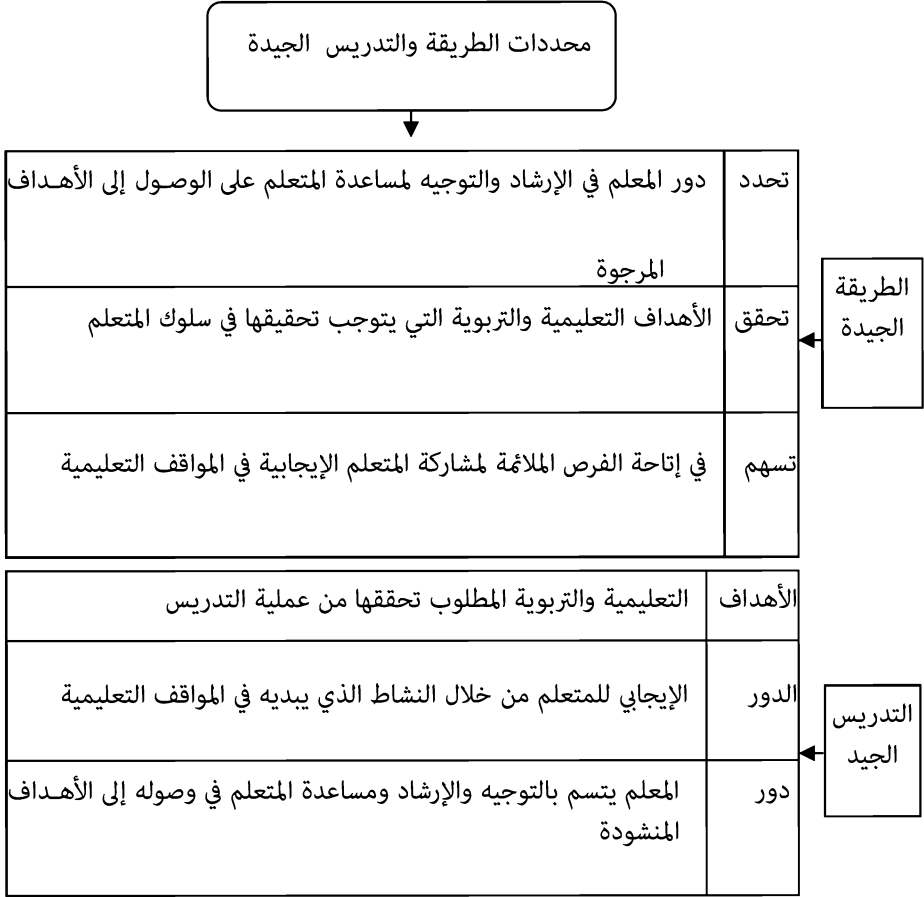 محددات الطريقة والتدريس الجيدة
الطريقة
الجيدة
تحدد دور المعلم في الإرشاد والتوجيه لمساعدة المتعلم على الوصـول إلى الأهـداف
المرجوة
تحقق الأهداف التعليمية والتربوية التي يتوجب تحقيقها في سلوك المتعلم
تسهم في إتاحة الفرص الملائمة لمشاركة المتعلم الإيجابية في المواقف التعليمية
التدريس
الجيد
الأهداف التعليمية والتربوية المطلوب تحققها من عملية التدريس
الدور الإيجابي للمتعلم من خلال النشاط الذي يبديه في المواقف التعليمية
دور المعلم يتسم بالتوجيه والإرشاد ومساعدة المتعلم في وصوله إلى الأهـداف
المنشودة